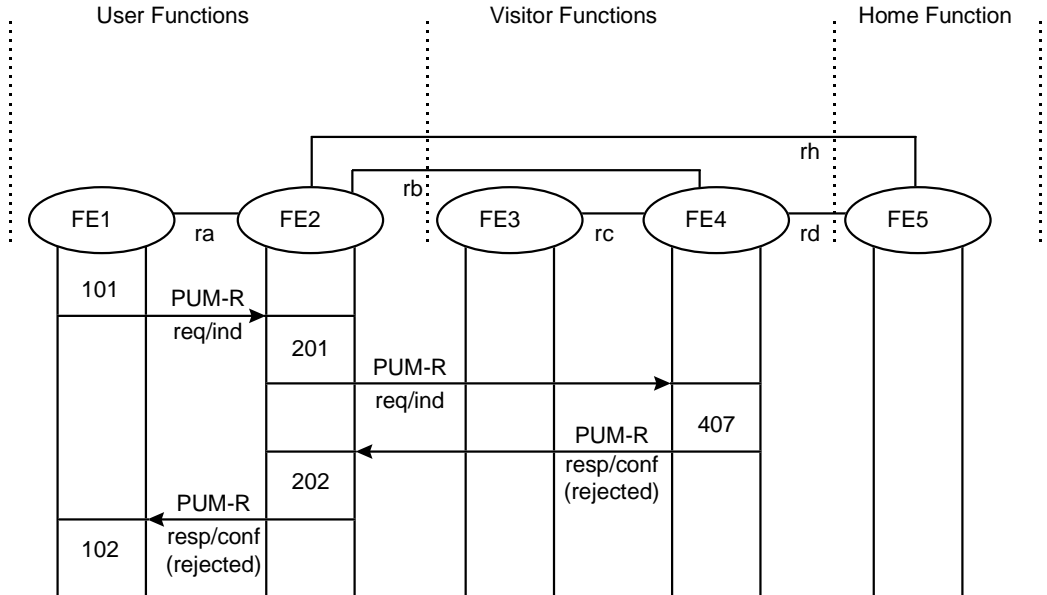 User Functions
Visitor Functions
Home Function
rh
rb
FE1
FE2
FE3
FE4
FE5
ra
rc
rd
101
PUM-R
req/ind
201
PUM-R
req/ind
407
PUM-R
resp/conf
(rejected)
202
PUM-R
resp/conf
(rejected)
102